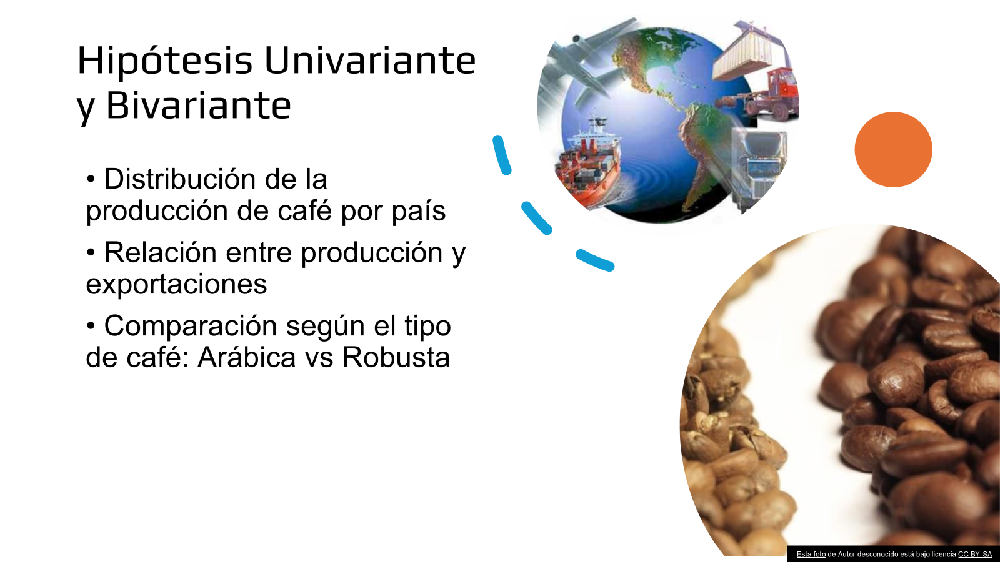 Hipótesis Univariante
y Bivariante
• Distribución de la
producción de café por país
• Relación entre producción y
exportaciones
• Comparación según el tipo
de café: Arábica vs Robusta
Esta foto de Autor desconocido está bajo licencia CC BY-SA